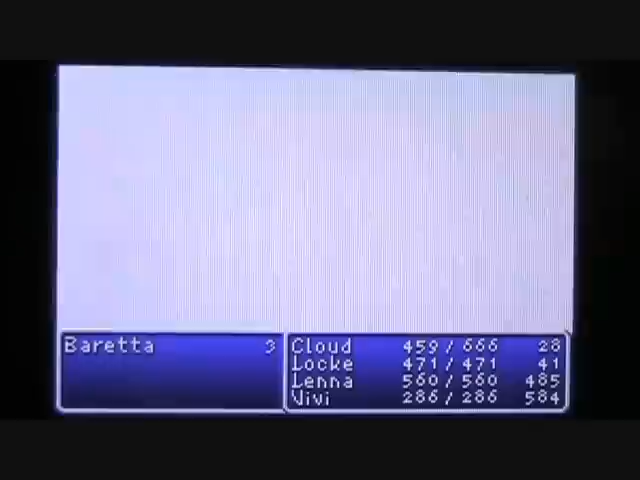 Baretta 3
Cloud 459/666 28
Locke 471/471 41
Lenna 560/560 485
Vivi 286/286 584